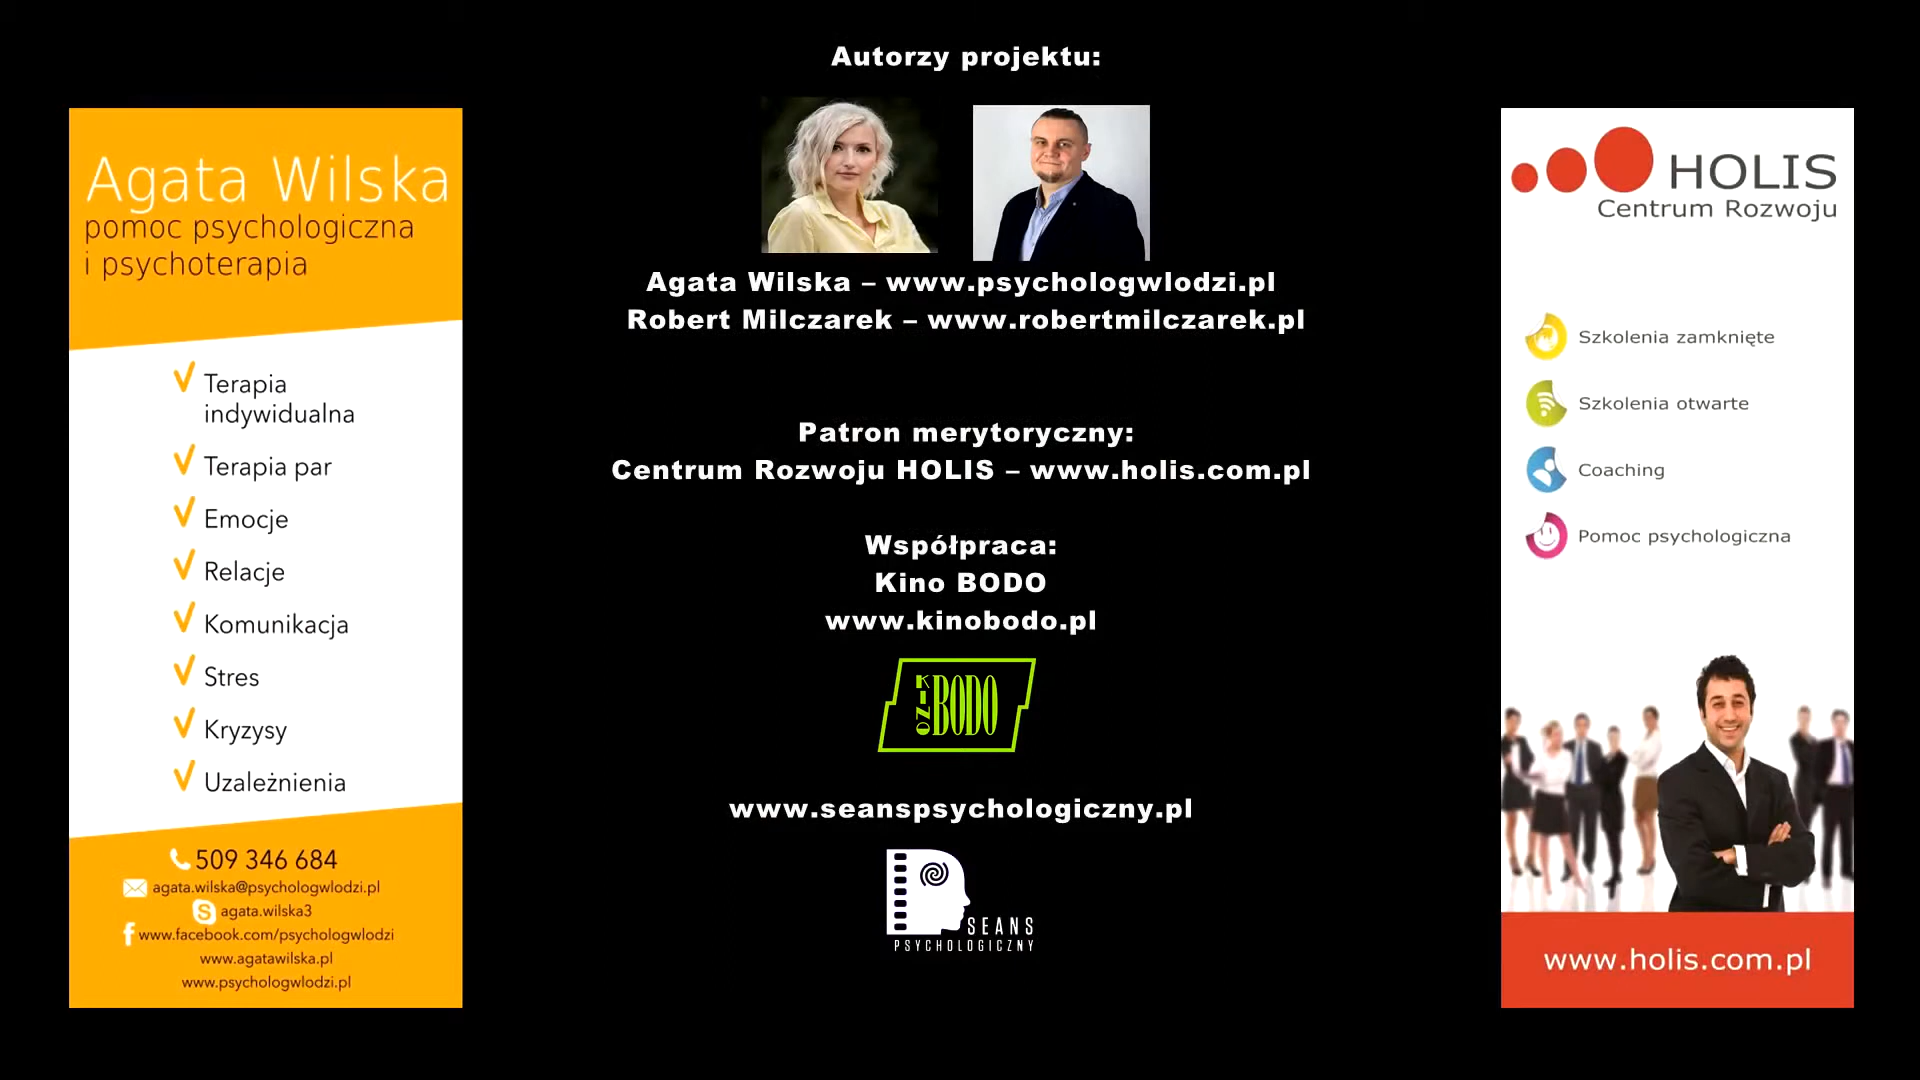 Autorzy projektu:
Agata Wilska – www.psychologwlodzi.pl
Robert Milczarek – www.robertmilczarek.pl
Patron merytoryczny:
Centrum Rozwoju HOLIS – www.holis.com.pl
Współpraca:
Kino BODO
www.kinobodo.pl
KINO BODO
www.seanspsychologiczny.pl
SEANS
PSYCHOLOGICZNY
Agata Wilska
pomoc psychologiczna
i psychoterapia
Terapia
indywidualna
Terapia par
Emocje
Relacje
Komunikacja
Stres
Kryzysy
Uzależnienia
509 346 684
agata.wilska@psychologwlodzi.pl
agata.wilska3
www.facebook.com/psychologwlodzi
www.agatawilska.pl
www.psychologwlodzi.pl
HOLIS
Centrum Rozwoju
Szkolenia zamknięte
Szkolenia otwarte
Coaching
Pomoc psychologiczna
www.holis.com.pl